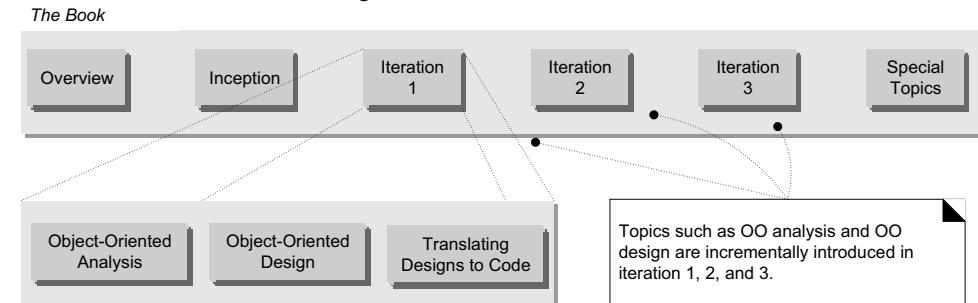 The Book
Overview
Inception
Iteration
1
Iteration
2
Iteration
3
Special
Topics
Object-Oriented
Analysis
Object-Oriented
Design
Translating
Designs to Code
Topics such as OO analysis and OO
design are incrementally introduced in
iteration 1, 2, and 3.